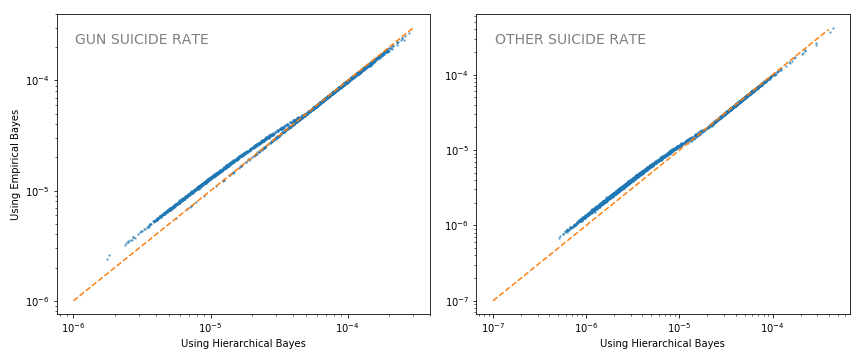 GUN SUICIDE RATE
Using Empirical Bayes
10⁻⁴
10⁻⁵
10⁻⁶
10⁻⁶ 10⁻⁵ 10⁻⁴
Using Hierarchical Bayes
OTHER SUICIDE RATE
10⁻⁴
10⁻⁵
10⁻⁶
10⁻⁷
10⁻⁷ 10⁻⁶ 10⁻⁵ 10⁻⁴
Using Hierarchical Bayes